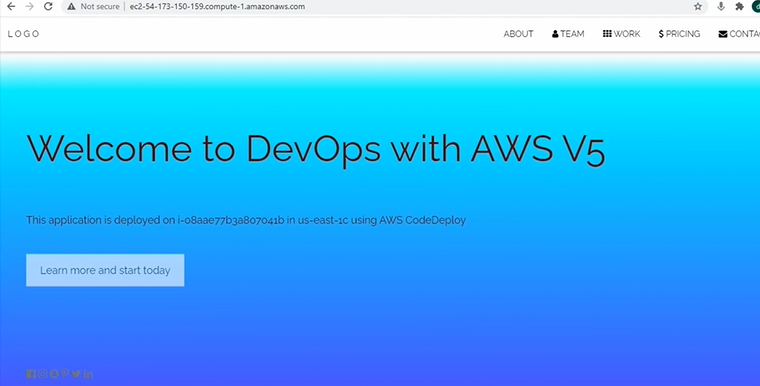 Not secure | ec2-54-173-150-159.compute-1.amazonaws.com
LOGO ABOUT TEAM WORK $ PRICING CONTA
Welcome to DevOps with AWS V5
This application is deployed on i-08aae77b3a807041b in us-east-1c using AWS CodeDeploy
Learn more and start today